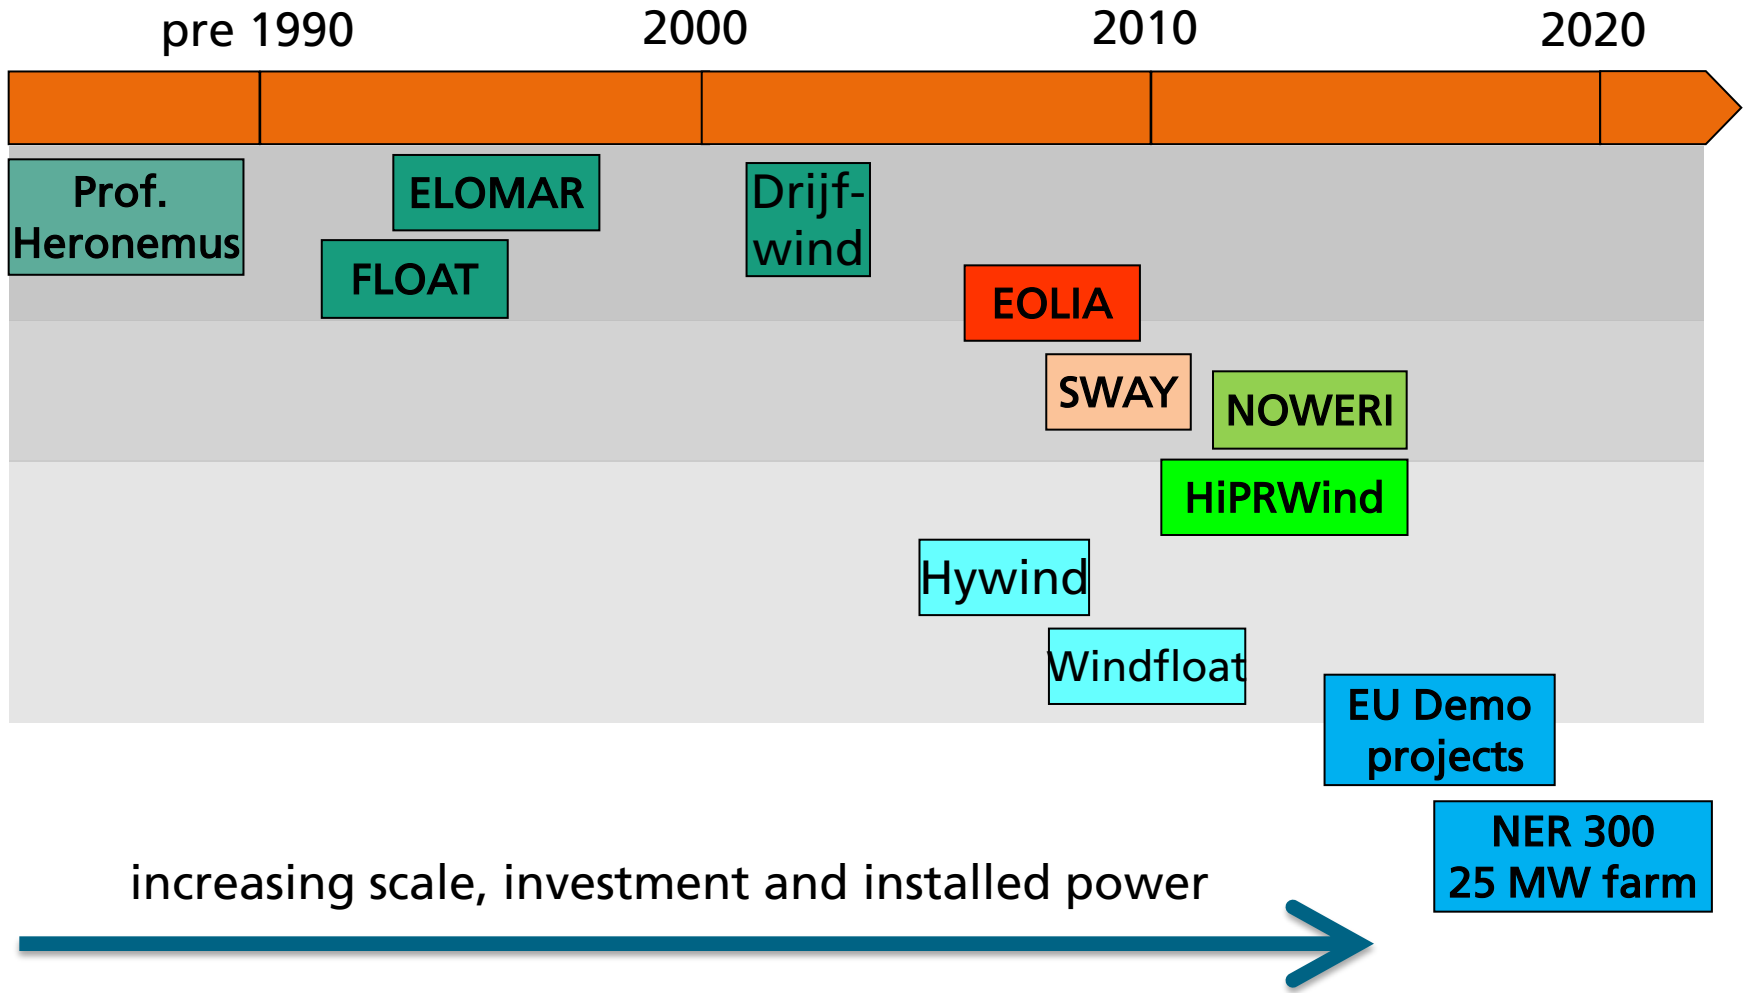 pre 1990
2000
2010
2020
Prof.
Heronemus
ELOMAR
FLOAT
Drijf-
wind
EOLIA
SWAY
NOWERI
HiPRWind
Hywind
Windfloat
EU Demo
projects
NER 300
25 MW farm
increasing scale, investment and installed power